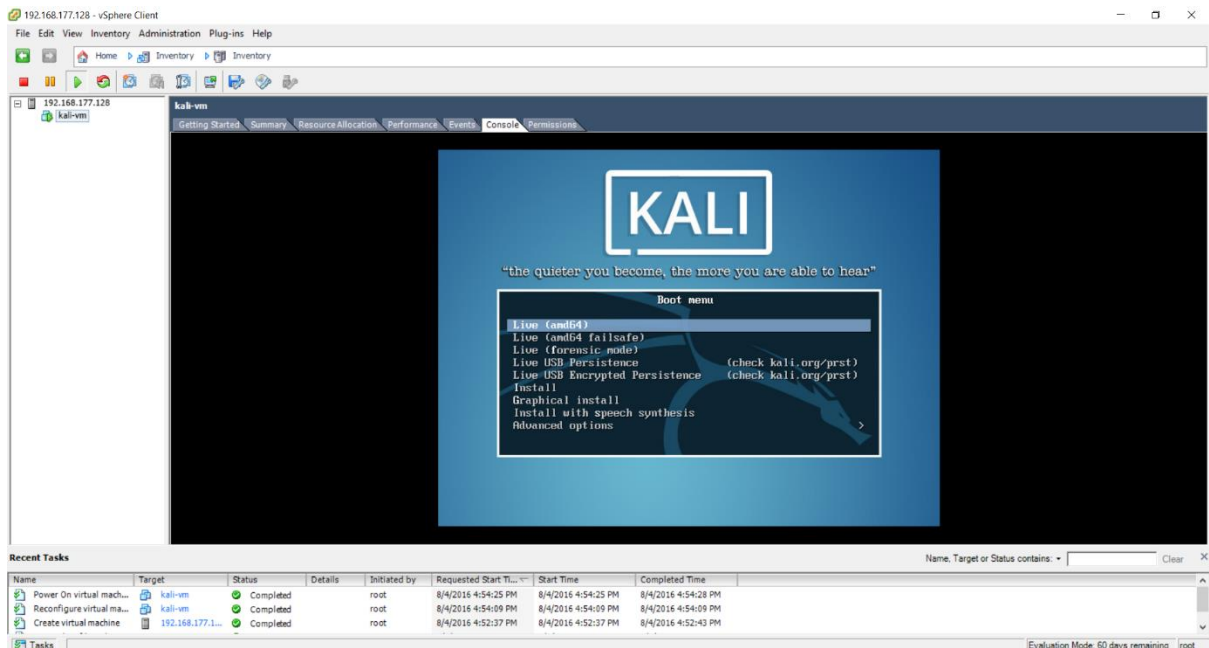 192.168.177.128 - vSphere Client
File Edit View Inventory Administration Plug-ins Help
Home Inventory Inventory
192.168.177.128
kali-vm
kali-vm
Getting Started Summary Resource Allocation Performance Events Console Permissions
KALI
“the quieter you become, the more you are able to hear”
Boot menu
Live (amd64)
Live (amd64 failsafe)
Live (forensic mode)
Live USB Persistence (check kali.org/prst)
Live USB Encrypted Persistence (check kali.org/prst)
Install
Graphical install
Install with speech synthesis
Advanced options >
Recent Tasks Name, Target or Status contains: Clear
Name Target Status Details Initiated by Requested Start Ti... Start Time Completed Time
Power On virtual mach... kali-vm Completed root 8/4/2016 4:54:25 PM 8/4/2016 4:54:25 PM 8/4/2016 4:54:28 PM
Reconfigure virtual ma... kali-vm Completed root 8/4/2016 4:54:09 PM 8/4/2016 4:54:09 PM 8/4/2016 4:54:09 PM
Create virtual machine 192.168.177.1... Completed root 8/4/2016 4:52:37 PM 8/4/2016 4:52:37 PM 8/4/2016 4:52:43 PM
Tasks Evaluation Mode: 60 days remaining root